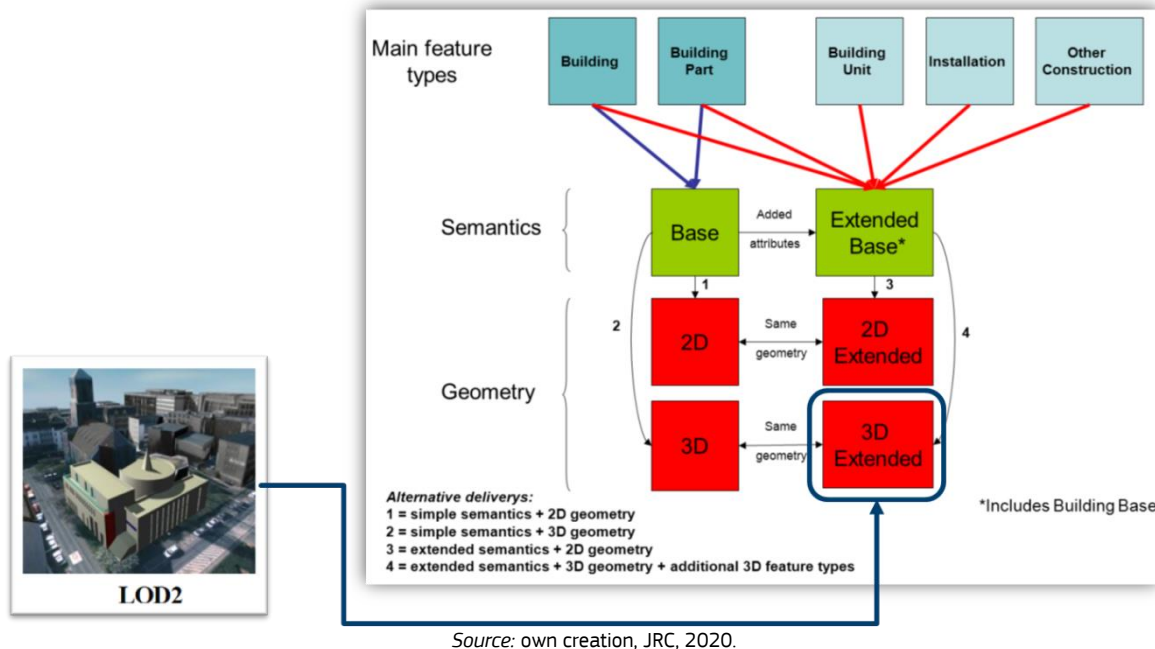 Main feature
types
Building
Building
Part
Building
Unit
Installation
Other
Construction
Semantics
Base
Added
attributes
Extended
Base*
1
3
2
4
Geometry
2D
Same
geometry
2D
Extended
3D
Same
geometry
3D
Extended
Alternative deliverys:
1 = simple semantics + 2D geometry
2 = simple semantics + 3D geometry
3 = extended semantics + 2D geometry
4 = extended semantics + 3D geometry + additional 3D feature types
*Includes Building Base
LOD2
Source: own creation, JRC, 2020.